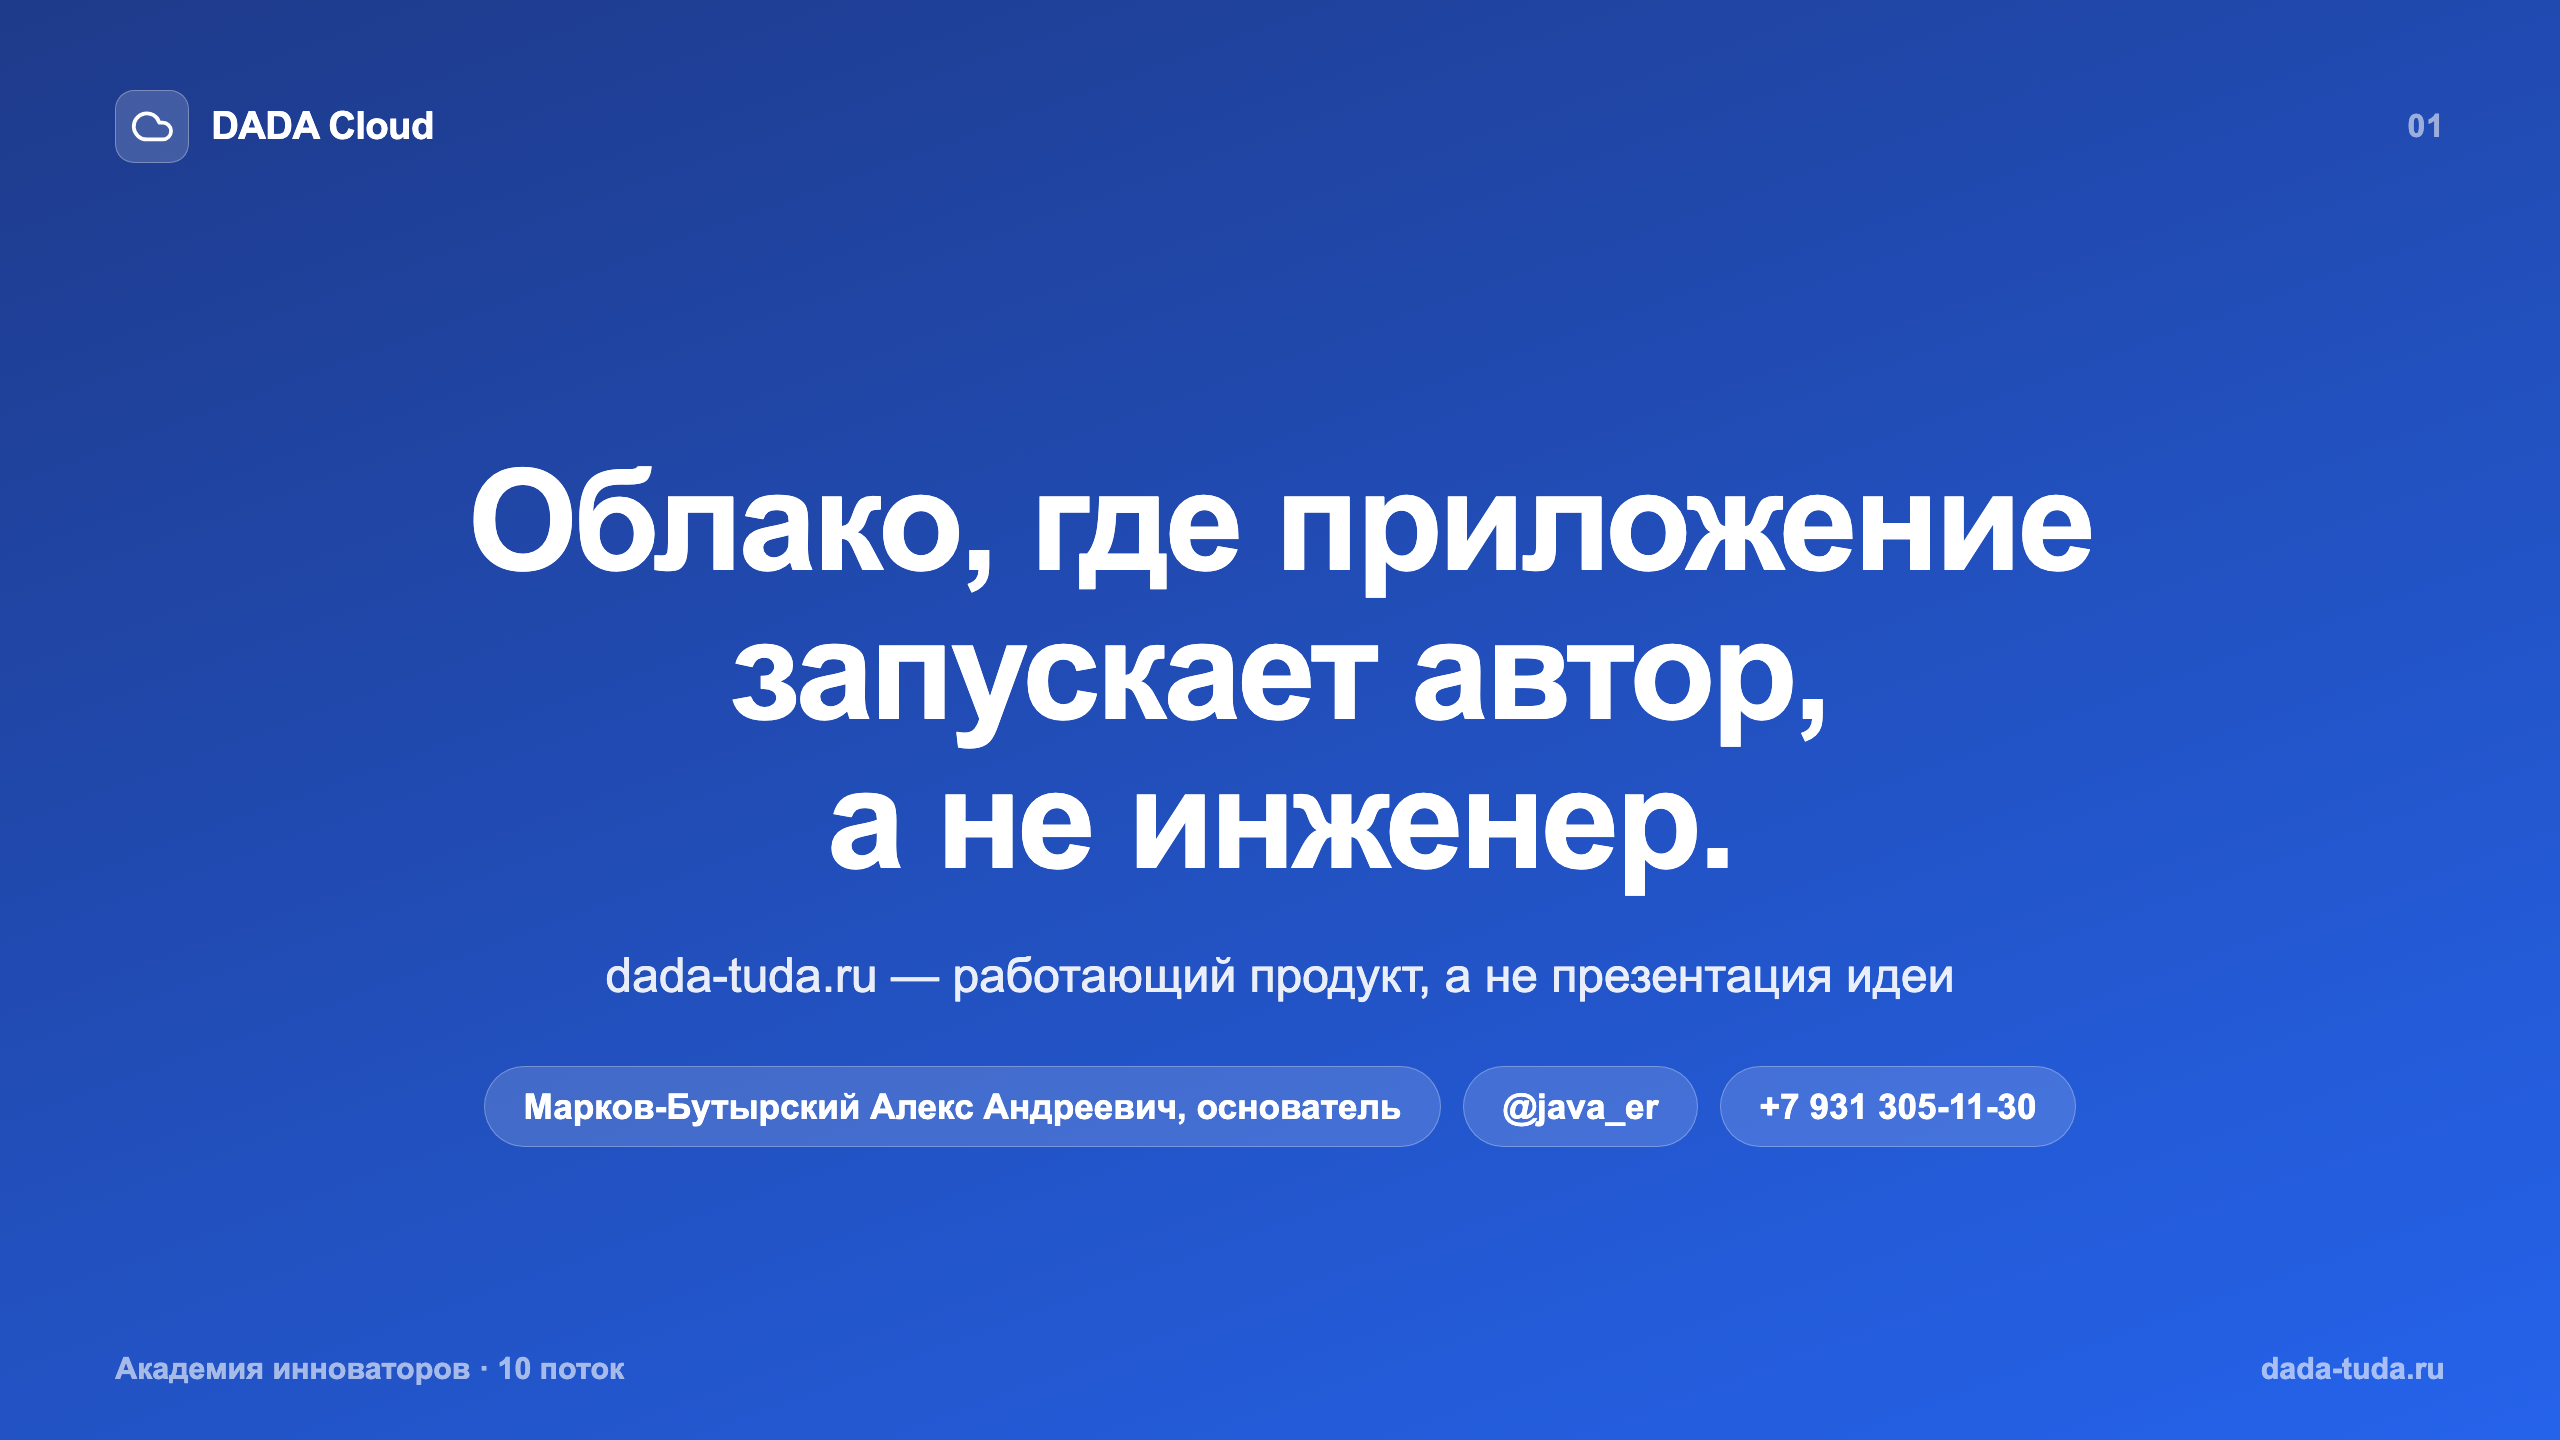 DADA Cloud
01
Облако, где приложение
запускает автор,
а не инженер.
dada-tuda.ru — работающий продукт, а не презентация идеи
Марков-Бутырский Алекс Андреевич, основатель
@java_er
+7 931 305-11-30
Академия инноваторов · 10 поток
dada-tuda.ru